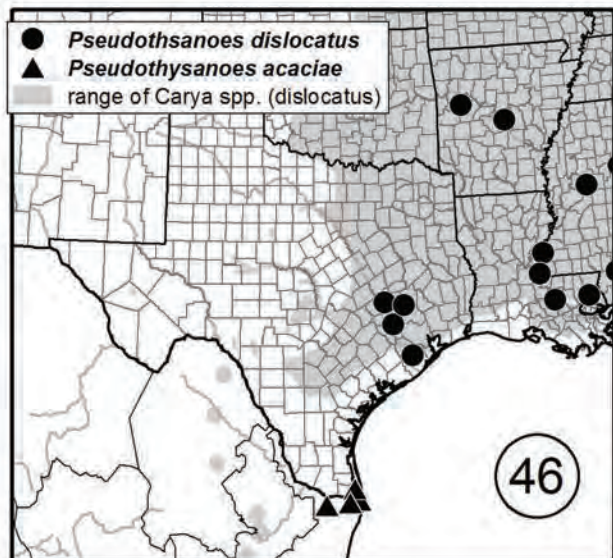 Pseudothsanoes dislocatus
Pseudothysanoes acaciae
range of Carya spp. (dislocatus)
46